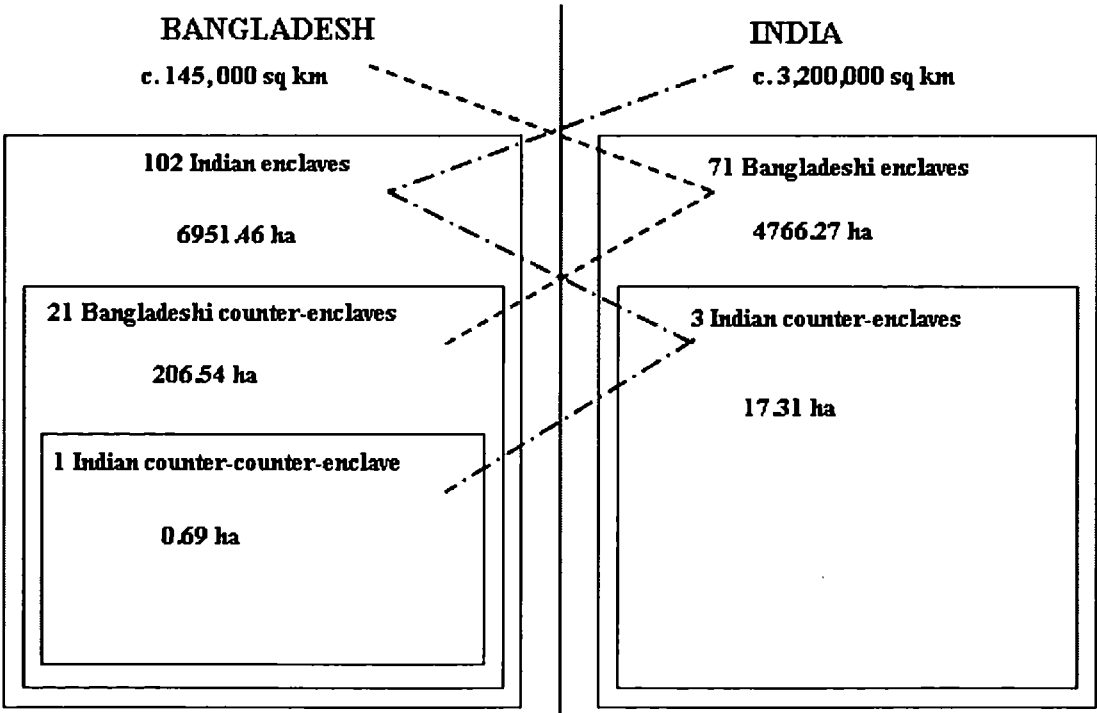 BANGLADESH
c. 145,000 sq km
102 Indian enclaves
6951.46 ha
21 Bangladeshi counter-enclaves
206.54 ha
1 Indian counter-counter-enclave
0.69 ha
INDIA
c. 3,200,000 sq km
71 Bangladeshi enclaves
4766.27 ha
3 Indian counter-enclaves
17.31 ha